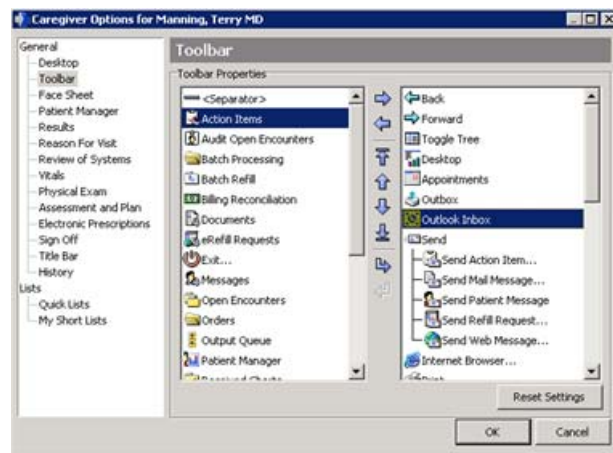 Caregiver Options for Manning, Terry MD
General
Desktop
Toolbar
Face Sheet
Patient Manager
Results
Reason For Visit
Review of Systems
Vitals
Physical Exam
Assessment and Plan
Electronic Prescriptions
Sign Off
Title Bar
History
Lists
Quick Lists
My Short Lists
Toolbar
Toolbar Properties
<Separator>
Action Items
Audit Open Encounters
Batch Processing
Batch Refill
Billing Reconciliation
Documents
eRefill Requests
Exit...
Messages
Open Encounters
Orders
Output Queue
Patient Manager
Received Charts
Back
Forward
Toggle Tree
Desktop
Appointments
Outbox
Outlook Inbox
Send
Send Action Item...
Send Mail Message...
Send Patient Message
Send Refill Request...
Send Web Message...
Internet Browser...
Print
Reset Settings
OK
Cancel